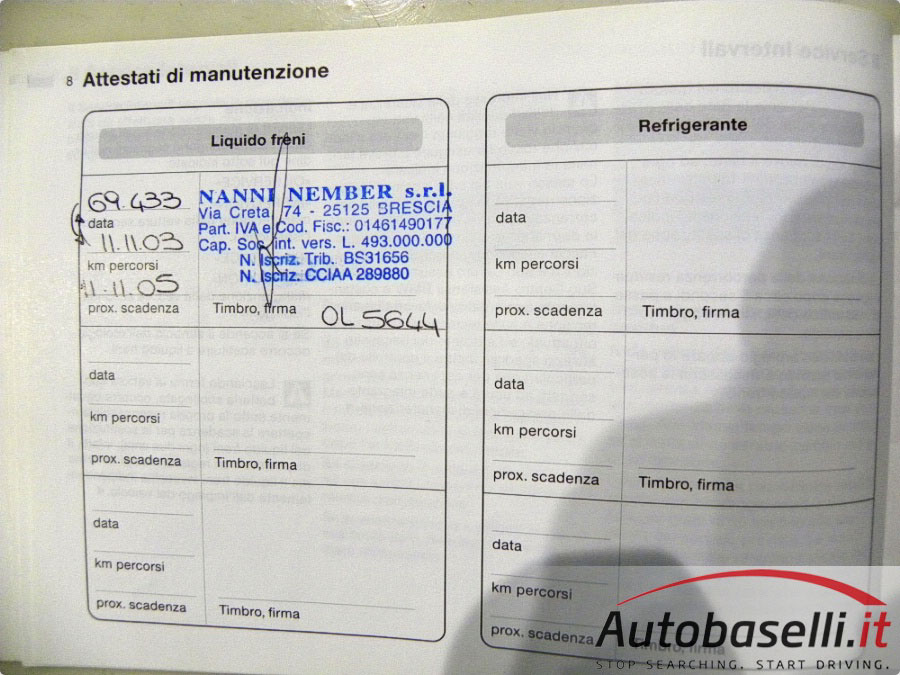 8 Attestati di manutenzione
Liquido freni
69.433
data
11.11.03
km percorsi
11.11.05
prox. scadenza
NANNI NEMBER s.r.l.
Via Creta 74 - 25125 BRESCIA
Part. IVA e Cod. Fisc.: 01461490177
Cap. Soc. int. vers. L. 493.000.000
N. Iscriz. Trib. BS31656
N. Iscriz. CCIAA 289880
Timbro, firma
OL 5644
data
km percorsi
prox. scadenza
Timbro, firma
data
km percorsi
prox. scadenza
Timbro, firma
Refrigerante
data
km percorsi
prox. scadenza
Timbro, firma
data
km percorsi
prox. scadenza
Timbro, firma
data
km percorsi
prox. scadenza
Timbro, firma
Autobaselli.it
STOP SEARCHING. START DRIVING.